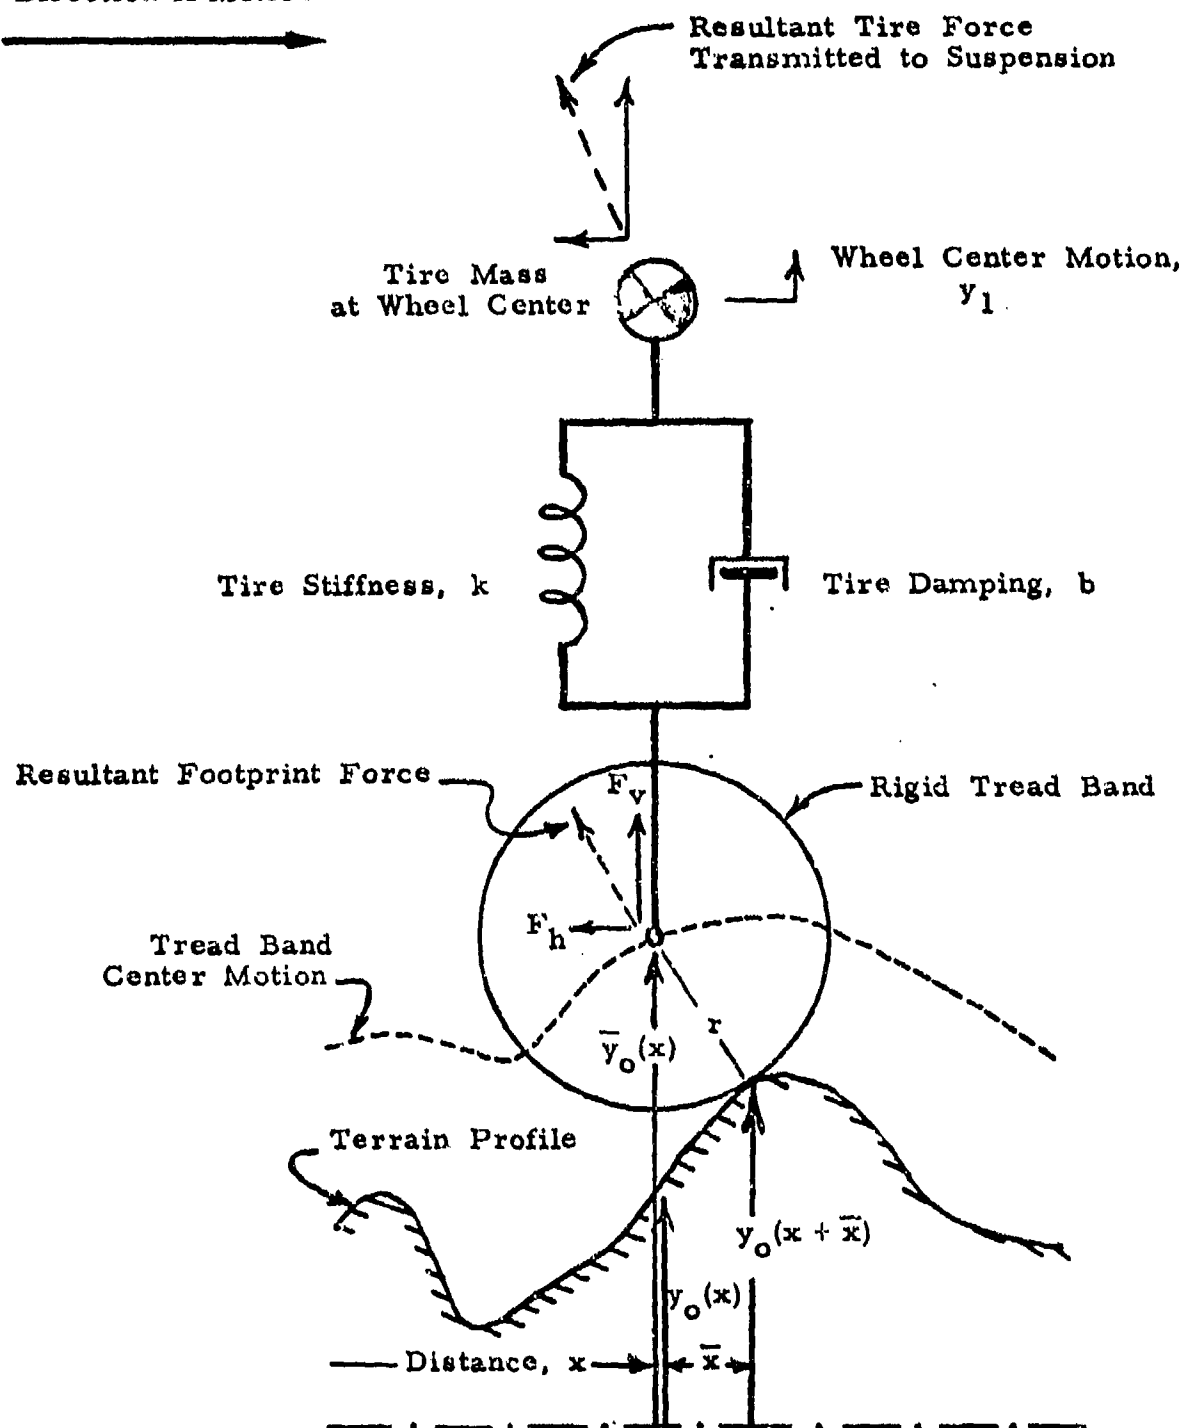 Resultant Tire Force
Transmitted to Suspension
Wheel Center Motion,
y₁
Tire Mass
at Wheel Center
Tire Stiffness, k
Tire Damping, b
Resultant Footprint Force
Fᵥ
Rigid Tread Band
Fₕ
Tread Band
Center Motion
r
y̅ₒ(x)
Terrain Profile
yₒ(x + x̅)
yₒ(x)
Distance, x
x̅